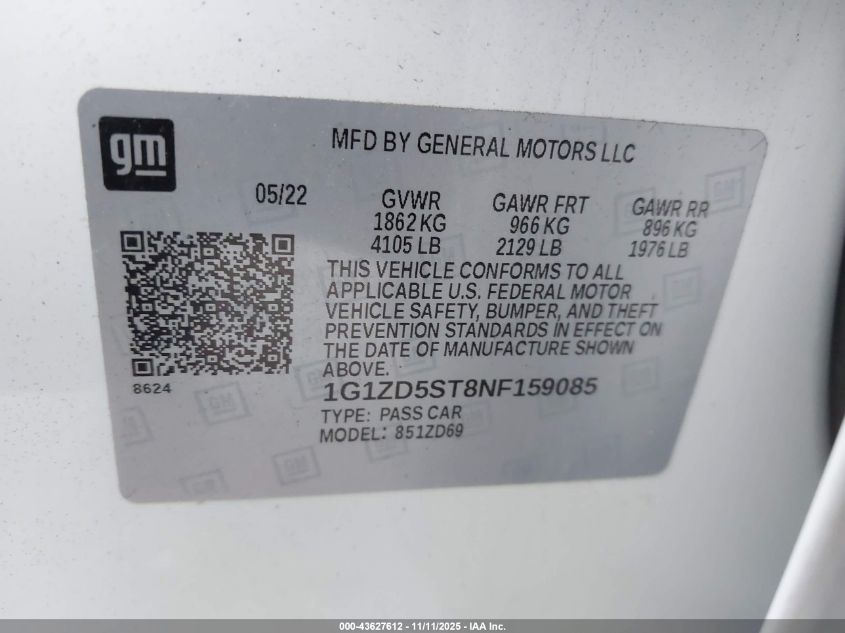 gm
MFD BY GENERAL MOTORS LLC
05/22
GVWR GAWR FRT GAWR RR
1862 KG 966 KG 896 KG
4105 LB 2129 LB 1976 LB
THIS VEHICLE CONFORMS TO ALL
APPLICABLE U.S. FEDERAL MOTOR
VEHICLE SAFETY, BUMPER, AND THEFT
PREVENTION STANDARDS IN EFFECT ON
THE DATE OF MANUFACTURE SHOWN
ABOVE.
8624
1G1ZD5ST8NF159085
TYPE: PASS CAR
MODEL: 851ZD69
000-43627612 - 11/11/2025 - IAA Inc.